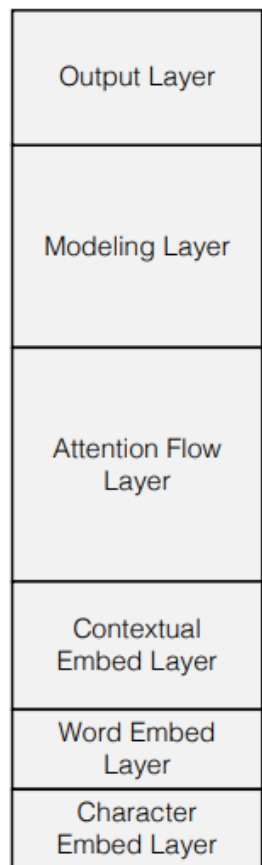 Output Layer
Modeling Layer
Attention Flow
Layer
Contextual
Embed Layer
Word Embed
Layer
Character
Embed Layer